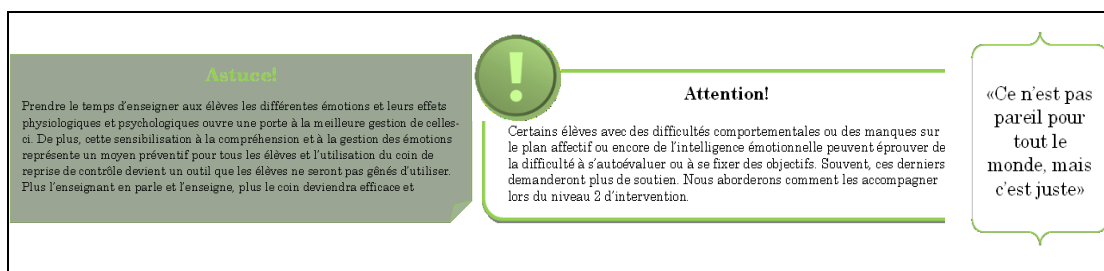 Astuce!
Prendre le temps d'enseigner aux élèves les différentes émotions et leurs effets
physiologiques et psychologiques ouvre une porte à la meilleure gestion de celles-
ci. De plus, cette sensibilisation à la compréhension et à la gestion des émotions
représente un moyen préventif pour tous les élèves et l'utilisation du coin de
reprise de contrôle devient un outil que les élèves ne seront pas gênés d'utiliser.
Plus l'enseignant en parle et l'enseigne, plus le coin deviendra efficace et
!
Attention!
Certains élèves avec des difficultés comportementales ou des manques sur
le plan affectif ou encore de l'intelligence émotionnelle peuvent éprouver de
la difficulté à s'autoévaluer ou à se fixer des objectifs. Souvent, ces derniers
demanderont plus de soutien. Nous aborderons comment les accompagner
lors du niveau 2 d'intervention.
«Ce n'est pas
pareil pour
tout le
monde, mais
c'est juste»